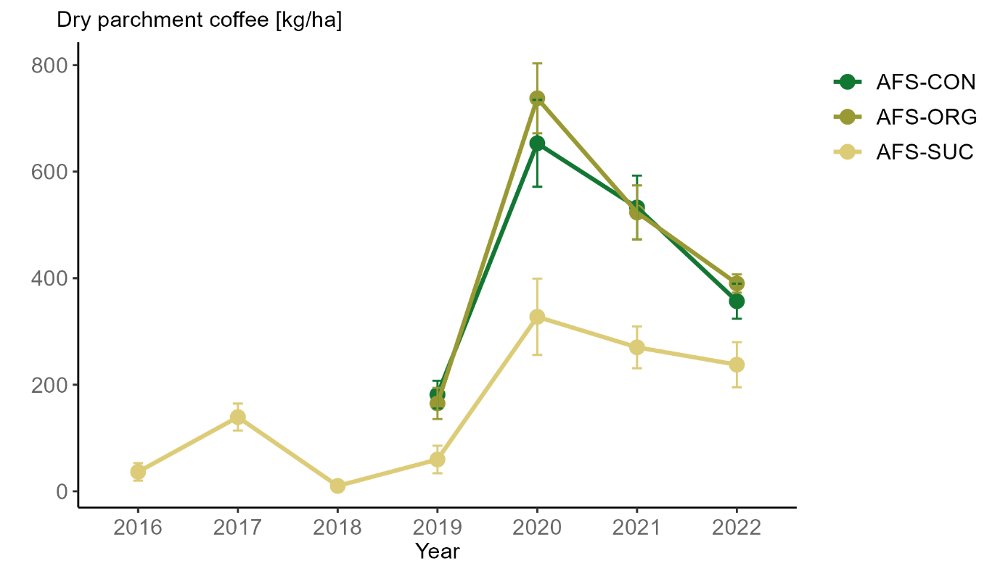 Dry parchment coffee [kg/ha]
800
600
400
200
0
2016 2017 2018 2019 2020 2021 2022
Year
AFS-CON
AFS-ORG
AFS-SUC